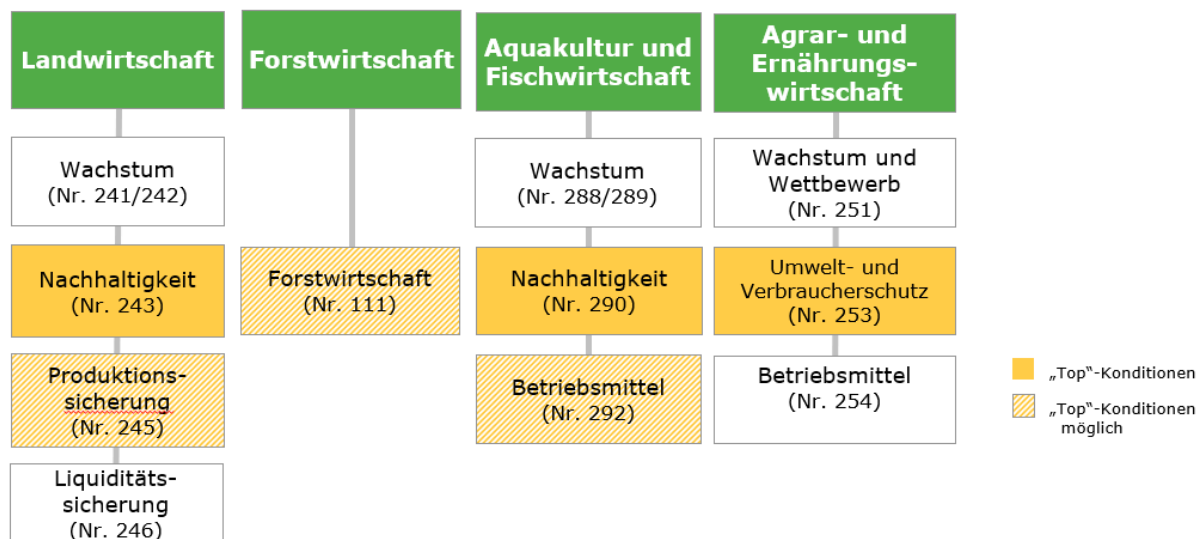 Landwirtschaft
Wachstum
(Nr. 241/242)
Nachhaltigkeit
(Nr. 243)
Produktions-
sicherung
(Nr. 245)
Liquiditäts-
sicherung
(Nr. 246)
Forstwirtschaft
Forstwirtschaft
(Nr. 111)
Aquakultur und
Fischwirtschaft
Wachstum
(Nr. 288/289)
Nachhaltigkeit
(Nr. 290)
Betriebsmittel
(Nr. 292)
Agrar- und
Ernährungs-
wirtschaft
Wachstum und
Wettbewerb
(Nr. 251)
Umwelt- und
Verbraucherschutz
(Nr. 253)
Betriebsmittel
(Nr. 254)
„Top“-Konditionen
„Top“-Konditionen
möglich